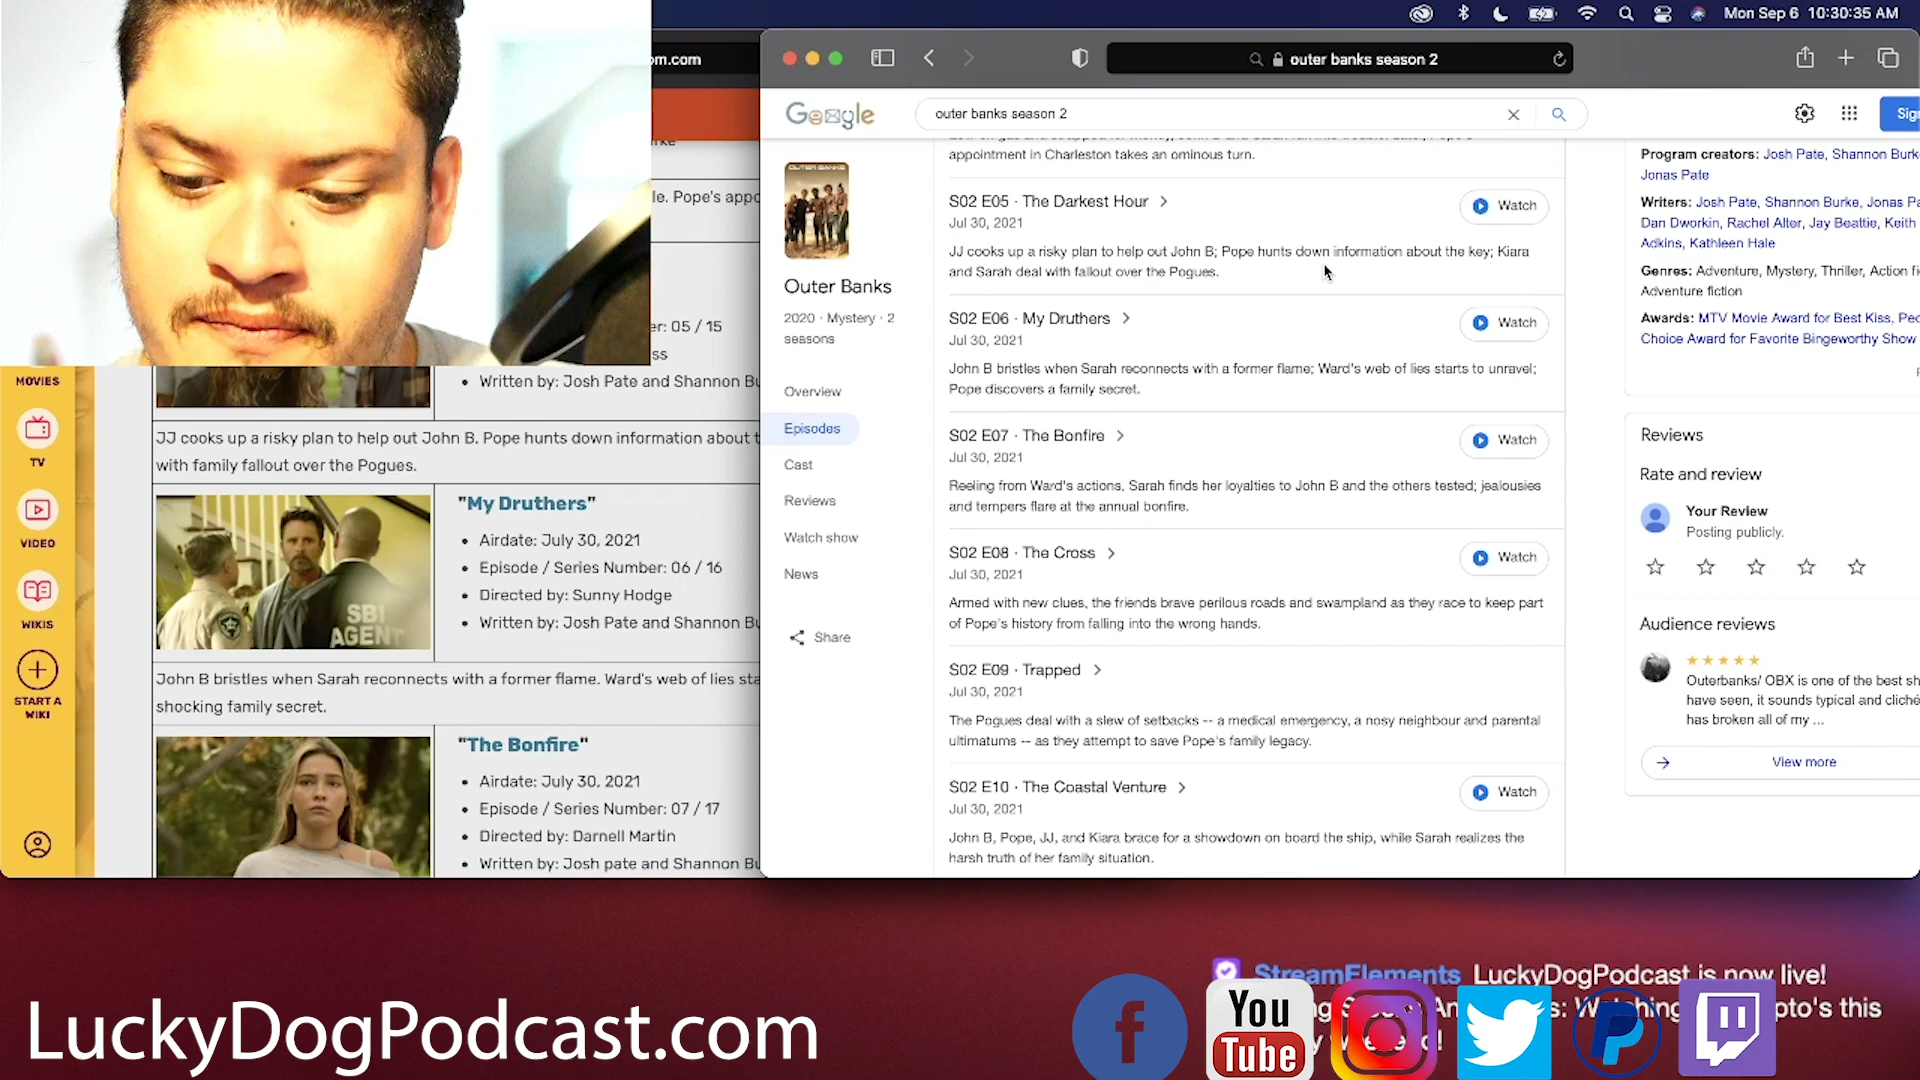 Mon Sep 6 10:30:35 AM
om.com
outer banks season 2
Google
outer banks season 2
Sig
le. Pope's appo
er: 05 / 15
ss
Written by: Josh Pate and Shannon Bu
JJ cooks up a risky plan to help out John B. Pope hunts down information about t
with family fallout over the Pogues.
"My Druthers"
Airdate: July 30, 2021
Episode / Series Number: 06 / 16
Directed by: Sunny Hodge
Written by: Josh Pate and Shannon Bu
SBI
AGENT
John B bristles when Sarah reconnects with a former flame. Ward's web of lies sta
shocking family secret.
"The Bonfire"
Airdate: July 30, 2021
Episode / Series Number: 07 / 17
Directed by: Darnell Martin
Written by: Josh pate and Shannon Bu
MOVIES
TV
VIDEO
WIKIS
START A
WIKI
OUTER BANKS
Outer Banks
2020 · Mystery · 2
seasons
Overview
Episodes
Cast
Reviews
Watch show
News
Share
appointment in Charleston takes an ominous turn.
S02 E05 · The Darkest Hour
Watch
Jul 30, 2021
JJ cooks up a risky plan to help out John B; Pope hunts down information about the key; Kiara
and Sarah deal with fallout over the Pogues.
S02 E06 · My Druthers
Watch
Jul 30, 2021
John B bristles when Sarah reconnects with a former flame; Ward's web of lies starts to unravel;
Pope discovers a family secret.
S02 E07 · The Bonfire
Watch
Jul 30, 2021
Reeling from Ward's actions, Sarah finds her loyalties to John B and the others tested; jealousies
and tempers flare at the annual bonfire.
S02 E08 · The Cross
Watch
Jul 30, 2021
Armed with new clues, the friends brave perilous roads and swampland as they race to keep part
of Pope's history from falling into the wrong hands.
S02 E09 · Trapped
Jul 30, 2021
The Pogues deal with a slew of setbacks -- a medical emergency, a nosy neighbour and parental
ultimatums -- as they attempt to save Pope's family legacy.
S02 E10 · The Coastal Venture
Watch
Jul 30, 2021
John B, Pope, JJ, and Kiara brace for a showdown on board the ship, while Sarah realizes the
harsh truth of her family situation.
Program creators: Josh Pate, Shannon Burk
Jonas Pate
Writers: Josh Pate, Shannon Burke, Jonas Pa
Dan Dworkin, Rachel Alter, Jay Beattie, Keith
Adkins, Kathleen Hale
Genres: Adventure, Mystery, Thriller, Action fi
Adventure fiction
Awards: MTV Movie Award for Best Kiss, Peo
Choice Award for Favorite Bingeworthy Show
Reviews
Rate and review
Your Review
Posting publicly.
Audience reviews
Outerbanks/ OBX is one of the best sh
have seen, it sounds typical and cliché
has broken all of my ...
View more
StreamElements LuckyDogPodcast is now live!
LuckyDogPodcast.com
You
Tube